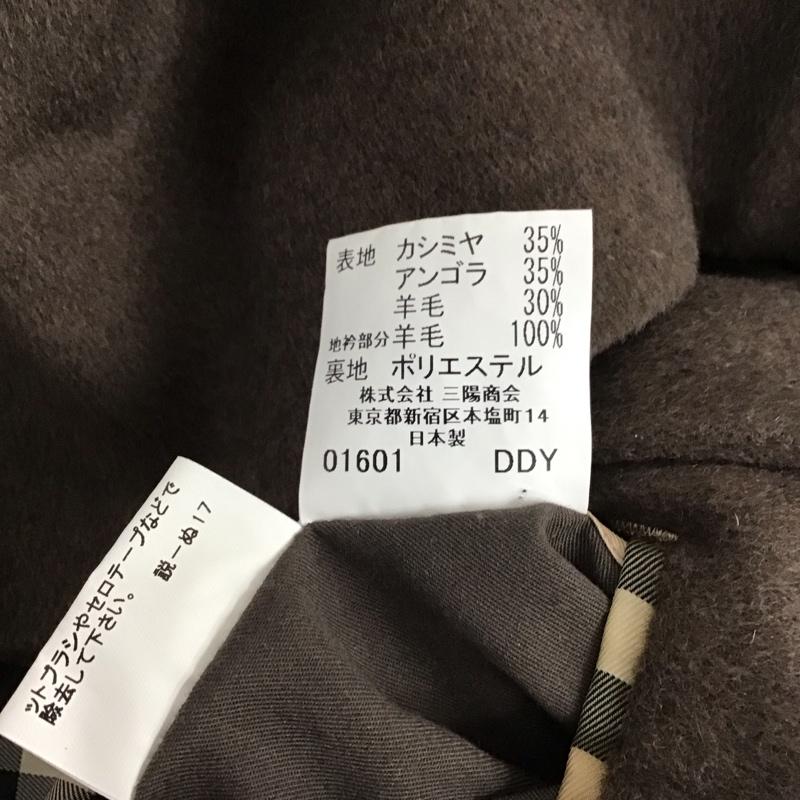 表地 カシミヤ 35%
アンゴラ 35%
羊毛 30%
地衿部分 羊毛 100%
裏地 ポリエステル
株式会社 三陽商会
東京都新宿区本塩町14
日本製
01601 DDY
ットブラシやセロテープなどで
除去して下さい。
説ーぬ17